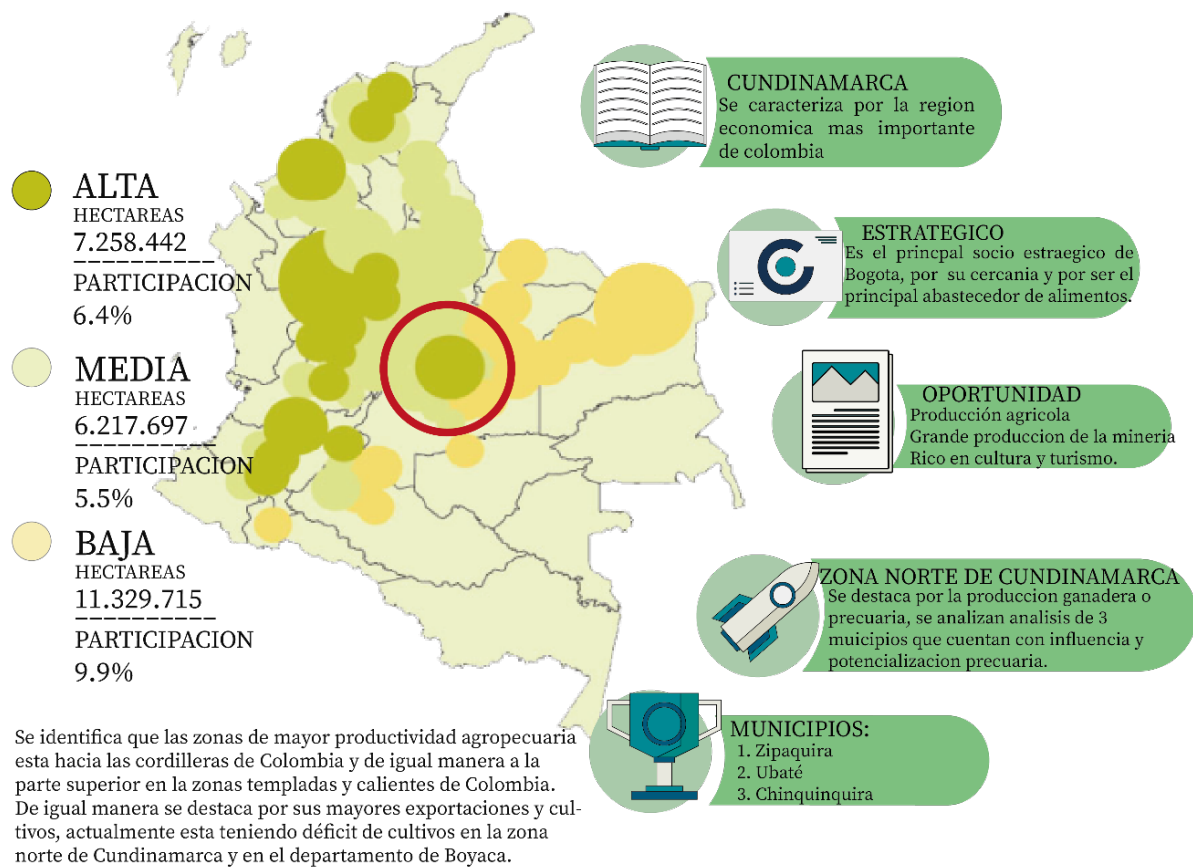 ALTA
HECTAREAS
7.258.442
PARTICIPACION
6.4%
MEDIA
HECTAREAS
6.217.697
PARTICIPACION
5.5%
BAJA
HECTAREAS
11.329.715
PARTICIPACION
9.9%
Se identifica que las zonas de mayor productividad agropecuaria
esta hacia las cordilleras de Colombia y de igual manera a la
parte superior en la zonas templadas y calientes de Colombia.
De igual manera se destaca por sus mayores exportaciones y cul-
tivos, actualmente esta teniendo déficit de cultivos en la zona
norte de Cundinamarca y en el departamento de Boyaca.
CUNDINAMARCA
Se caracteriza por la region
economica mas importante
de colombia
ESTRATEGICO
Es el princpal socio estraegico de
Bogota, por su cercania y por ser el
principal abastecedor de alimentos.
OPORTUNIDAD
Producción agricola
Grande produccion de la mineria
Rico en cultura y turismo.
ZONA NORTE DE CUNDINAMARCA
Se destaca por la produccion ganadera o
precuaria, se analizan analisis de 3
muicipios que cuentan con influencia y
potencializacion precuaria.
MUNICIPIOS:
1. Zipaquira
2. Ubaté
3. Chinquinquira